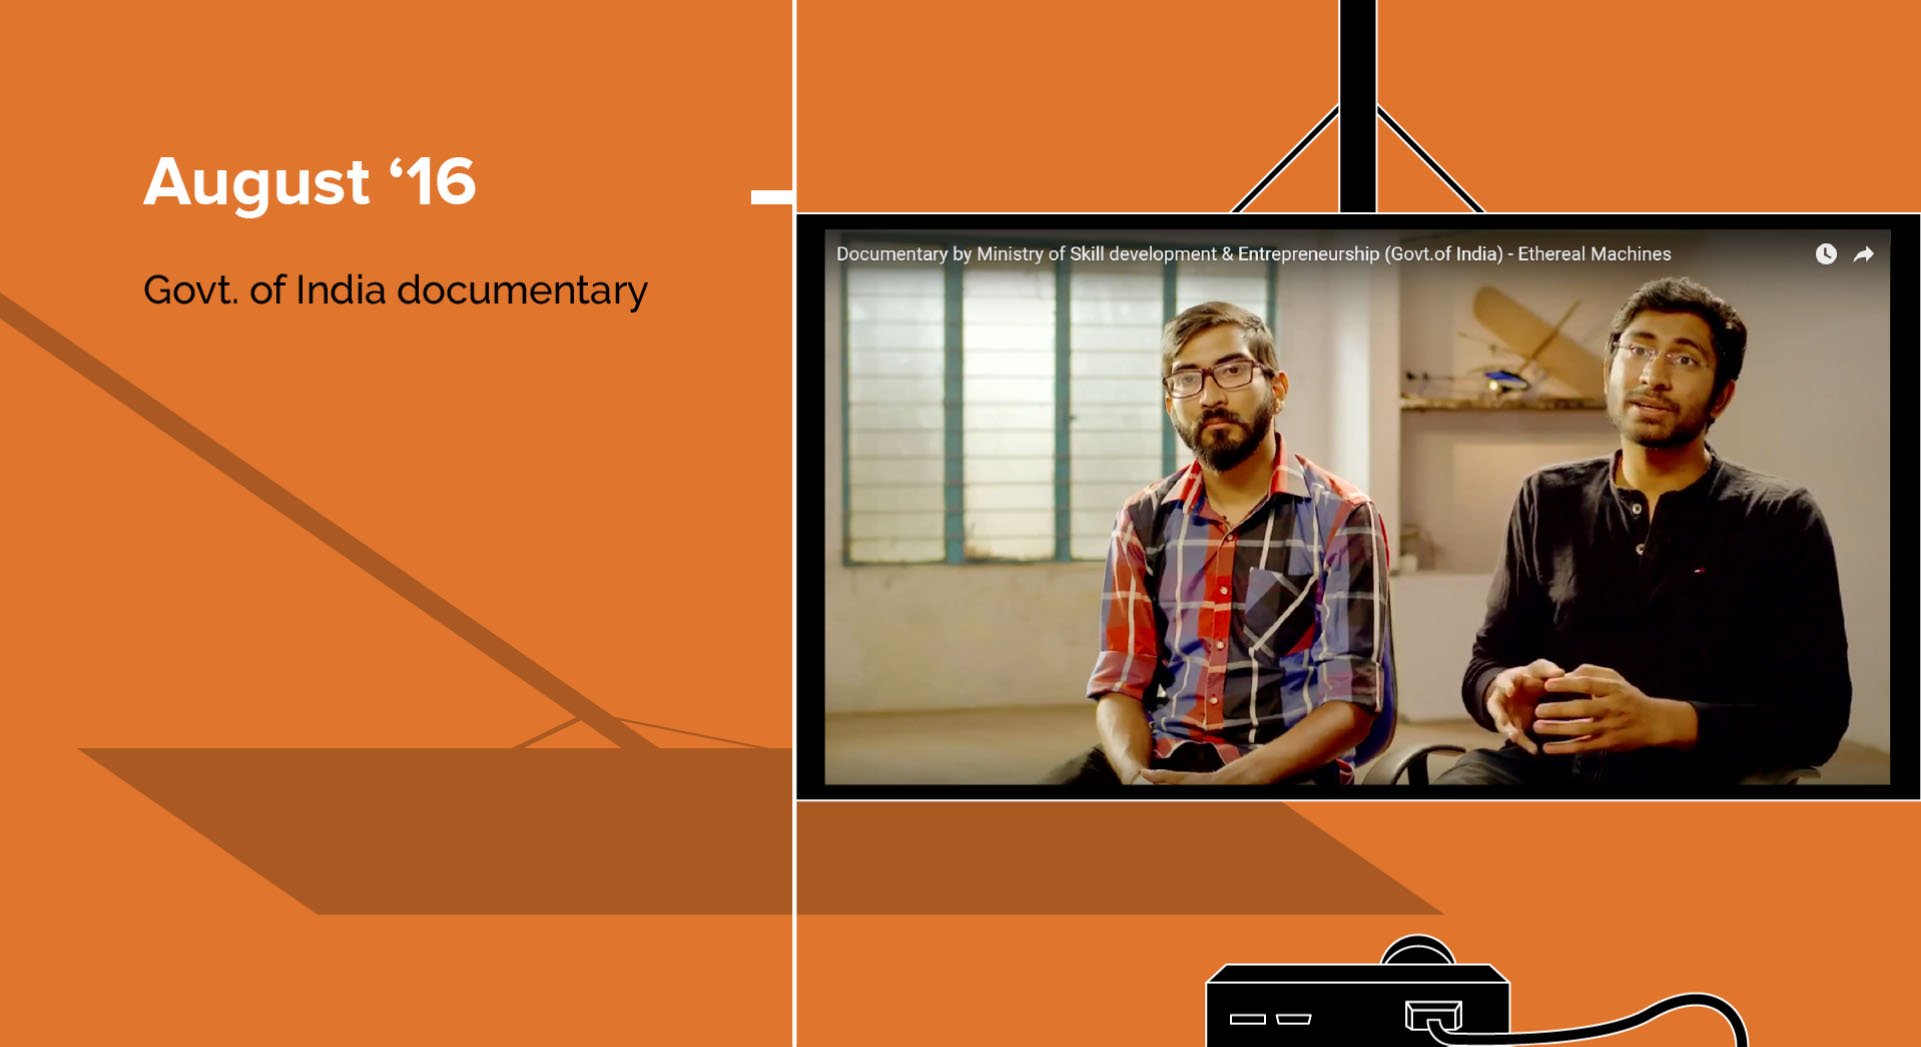 August ‘16
Govt. of India documentary
Documentary by Ministry of Skill development & Entrepreneurship (Govt.of India) - Ethereal Machines